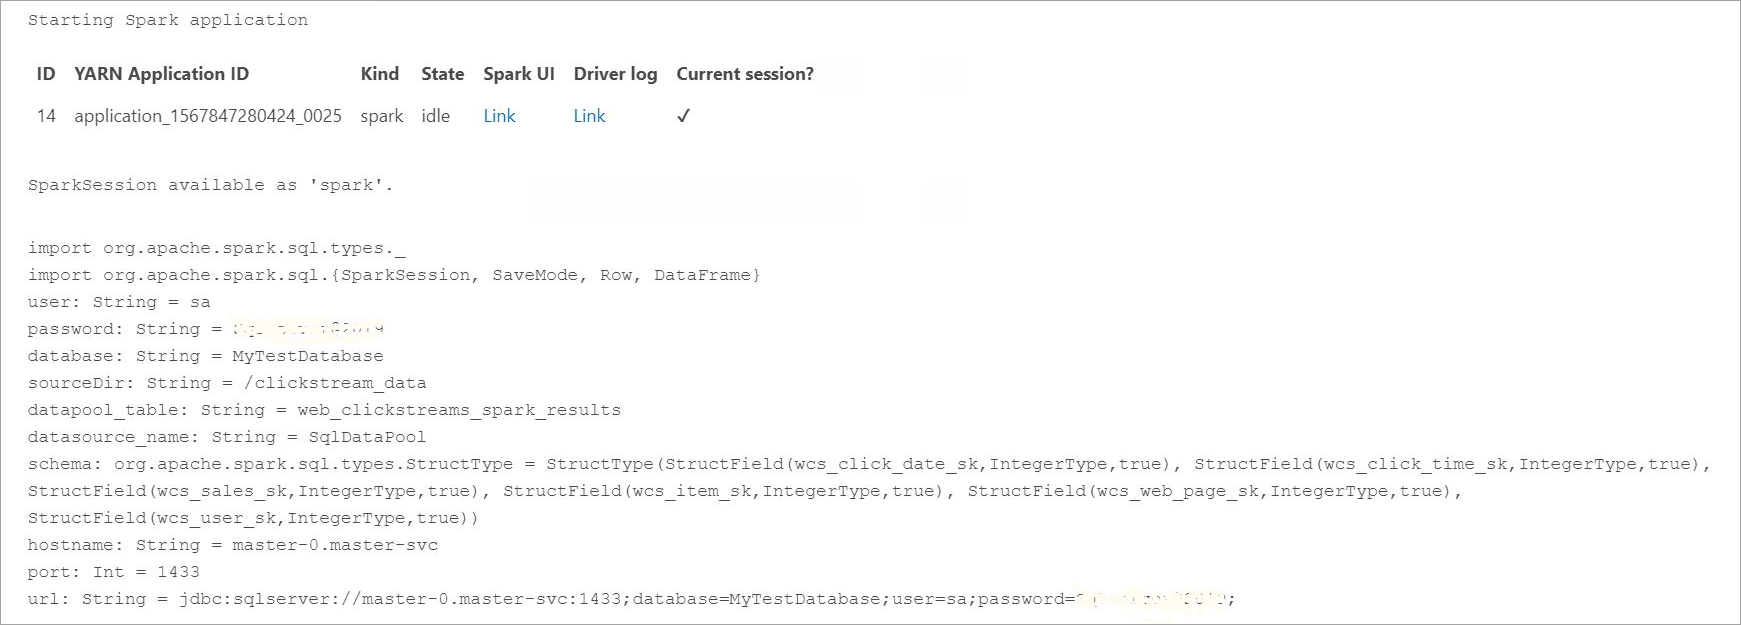 Starting Spark application
ID YARN Application ID Kind State Spark UI Driver log Current session?
14 application_1567847280424_0025 spark idle Link Link ✓
SparkSession available as 'spark'.
import org.apache.spark.sql.types._
import org.apache.spark.sql.{SparkSession, SaveMode, Row, DataFrame}
user: String = sa
password: String =
database: String = MyTestDatabase
sourceDir: String = /clickstream_data
datapool_table: String = web_clickstreams_spark_results
datasource_name: String = SqlDataPool
schema: org.apache.spark.sql.types.StructType = StructType(StructField(wcs_click_date_sk,IntegerType,true), StructField(wcs_click_time_sk,IntegerType,true),
StructField(wcs_sales_sk,IntegerType,true), StructField(wcs_item_sk,IntegerType,true), StructField(wcs_web_page_sk,IntegerType,true),
StructField(wcs_user_sk,IntegerType,true))
hostname: String = master-0.master-svc
port: Int = 1433
url: String = jdbc:sqlserver://master-0.master-svc:1433;database=MyTestDatabase;user=sa;password=;